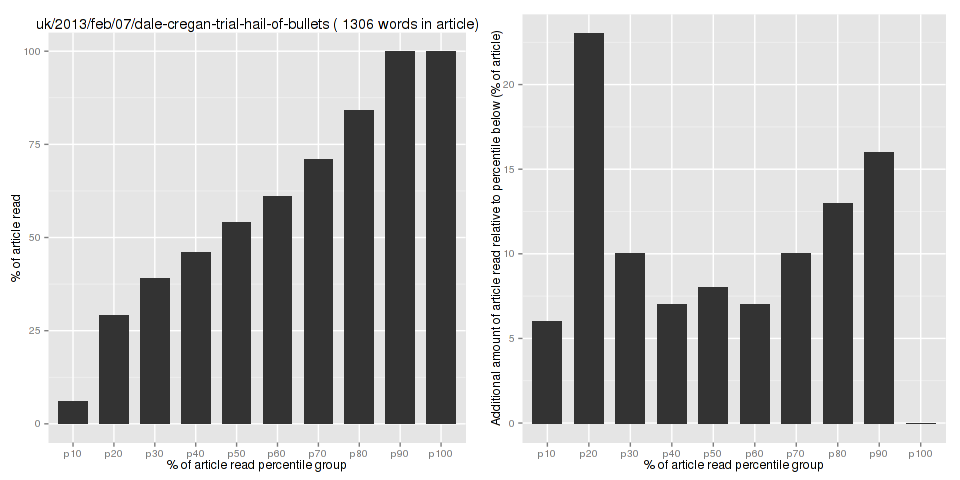 uk/2013/feb/07/dale-cregan-trial-hail-of-bullets ( 1306 words in article)
% of article read
100
75
50
25
0
p10 p20 p30 p40 p50 p60 p70 p80 p90 p100
% of article read percentile group
Additional amount of article read relative to percentile below (% of article)
20
15
10
5
0
p10 p20 p30 p40 p50 p60 p70 p80 p90 p100
% of article read percentile group